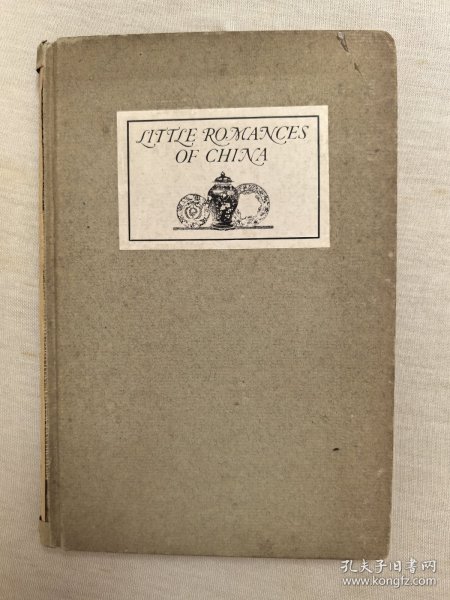 LITTLE ROMANCES
OF CHINA
孔夫子旧书网
www.kongfz.com